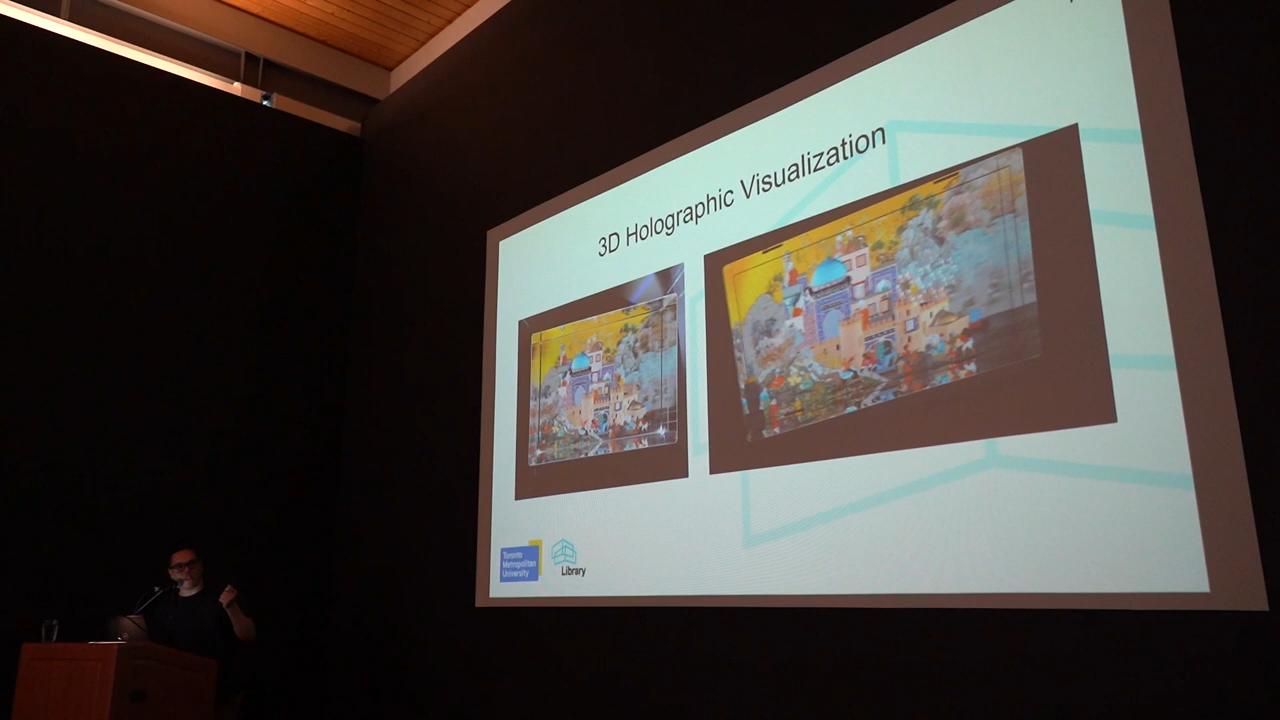 3D Holographic Visualization
Toronto
Metropolitan
University
Library